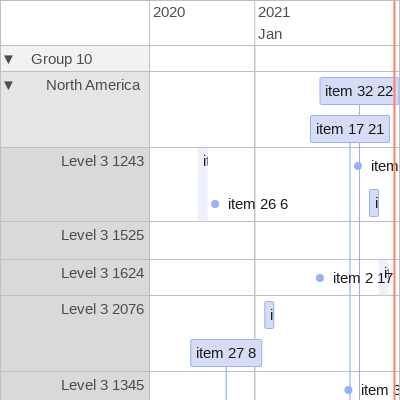 2020
2021
Jan
▼ Group 10
▼ North America
item 32 22
item 17 21
Level 3 1243
item
item 26 6
Level 3 1525
Level 3 1624
item 2 17
Level 3 2076
item 27 8
Level 3 1345
item 3